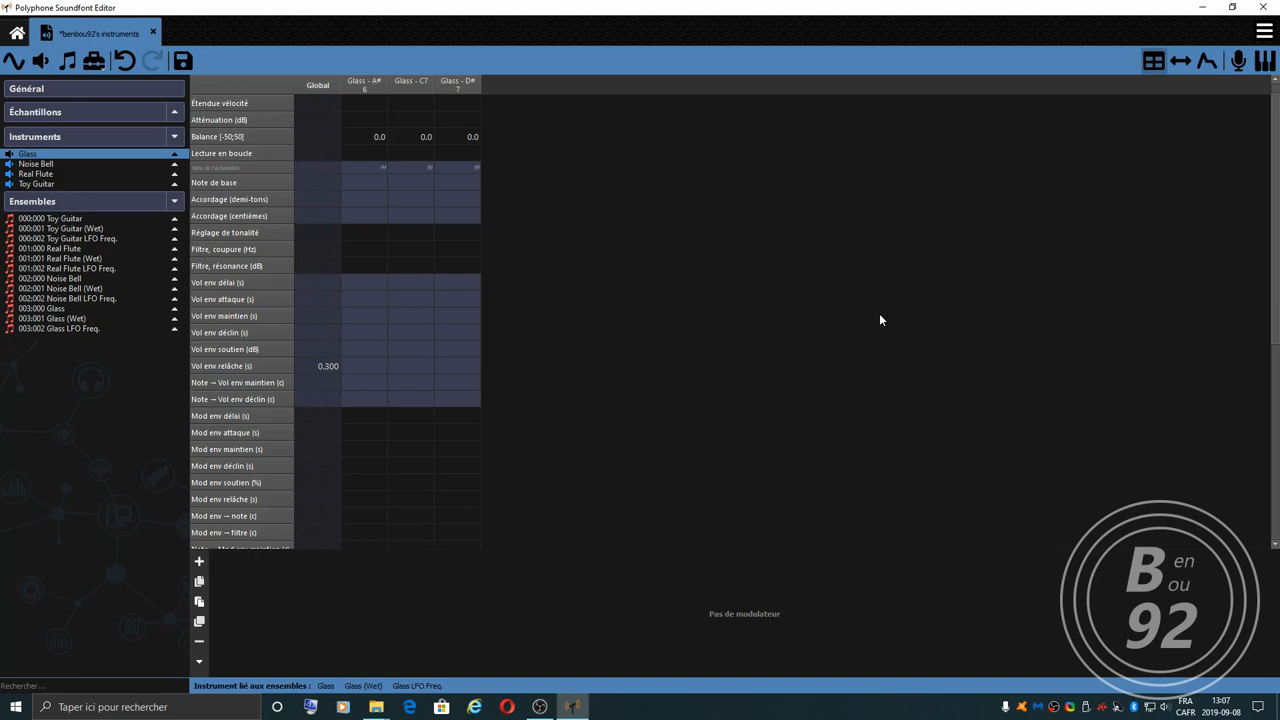 Polyphone Soundfont Editor
*benbou92's instruments
Général
Échantillons
Instruments
Glass
Noise Bell
Real Flute
Toy Guitar
Ensembles
000:000 Toy Guitar
000:001 Toy Guitar (Wet)
000:002 Toy Guitar LFO Freq.
001:000 Real Flute
001:001 Real Flute (Wet)
001:002 Real Flute LFO Freq.
002:000 Noise Bell
002:001 Noise Bell (Wet)
002:002 Noise Bell LFO Freq.
003:000 Glass
003:001 Glass (Wet)
003:002 Glass LFO Freq.
Rechercher...
Global Glass - A# 6 Glass - C7 Glass - D# 7
Étendue vélocité
Atténuation (dB)
Balance [-50;50] 0.0 0.0 0.0
Lecture en boucle
Note de l'échantillon
Note de base
Accordage (demi-tons)
Accordage (centièmes)
Réglage de tonalité
Filtre, coupure (Hz)
Filtre, résonance (dB)
Vol env délai (s)
Vol env attaque (s)
Vol env maintien (s)
Vol env déclin (s)
Vol env soutien (dB)
Vol env relâche (s) 0.300
Note → Vol env maintien (c)
Note → Vol env déclin (c)
Mod env délai (s)
Mod env attaque (s)
Mod env maintien (s)
Mod env déclin (s)
Mod env soutien (%)
Mod env relâche (s)
Mod env → note (c)
Mod env → filtre (c)
Pas de modulateur
Instrument lié aux ensembles : Glass Glass (Wet) Glass LFO Freq.
B en
ou
92
Taper ici pour rechercher
FRA
CAFR
13:07
2019-09-08